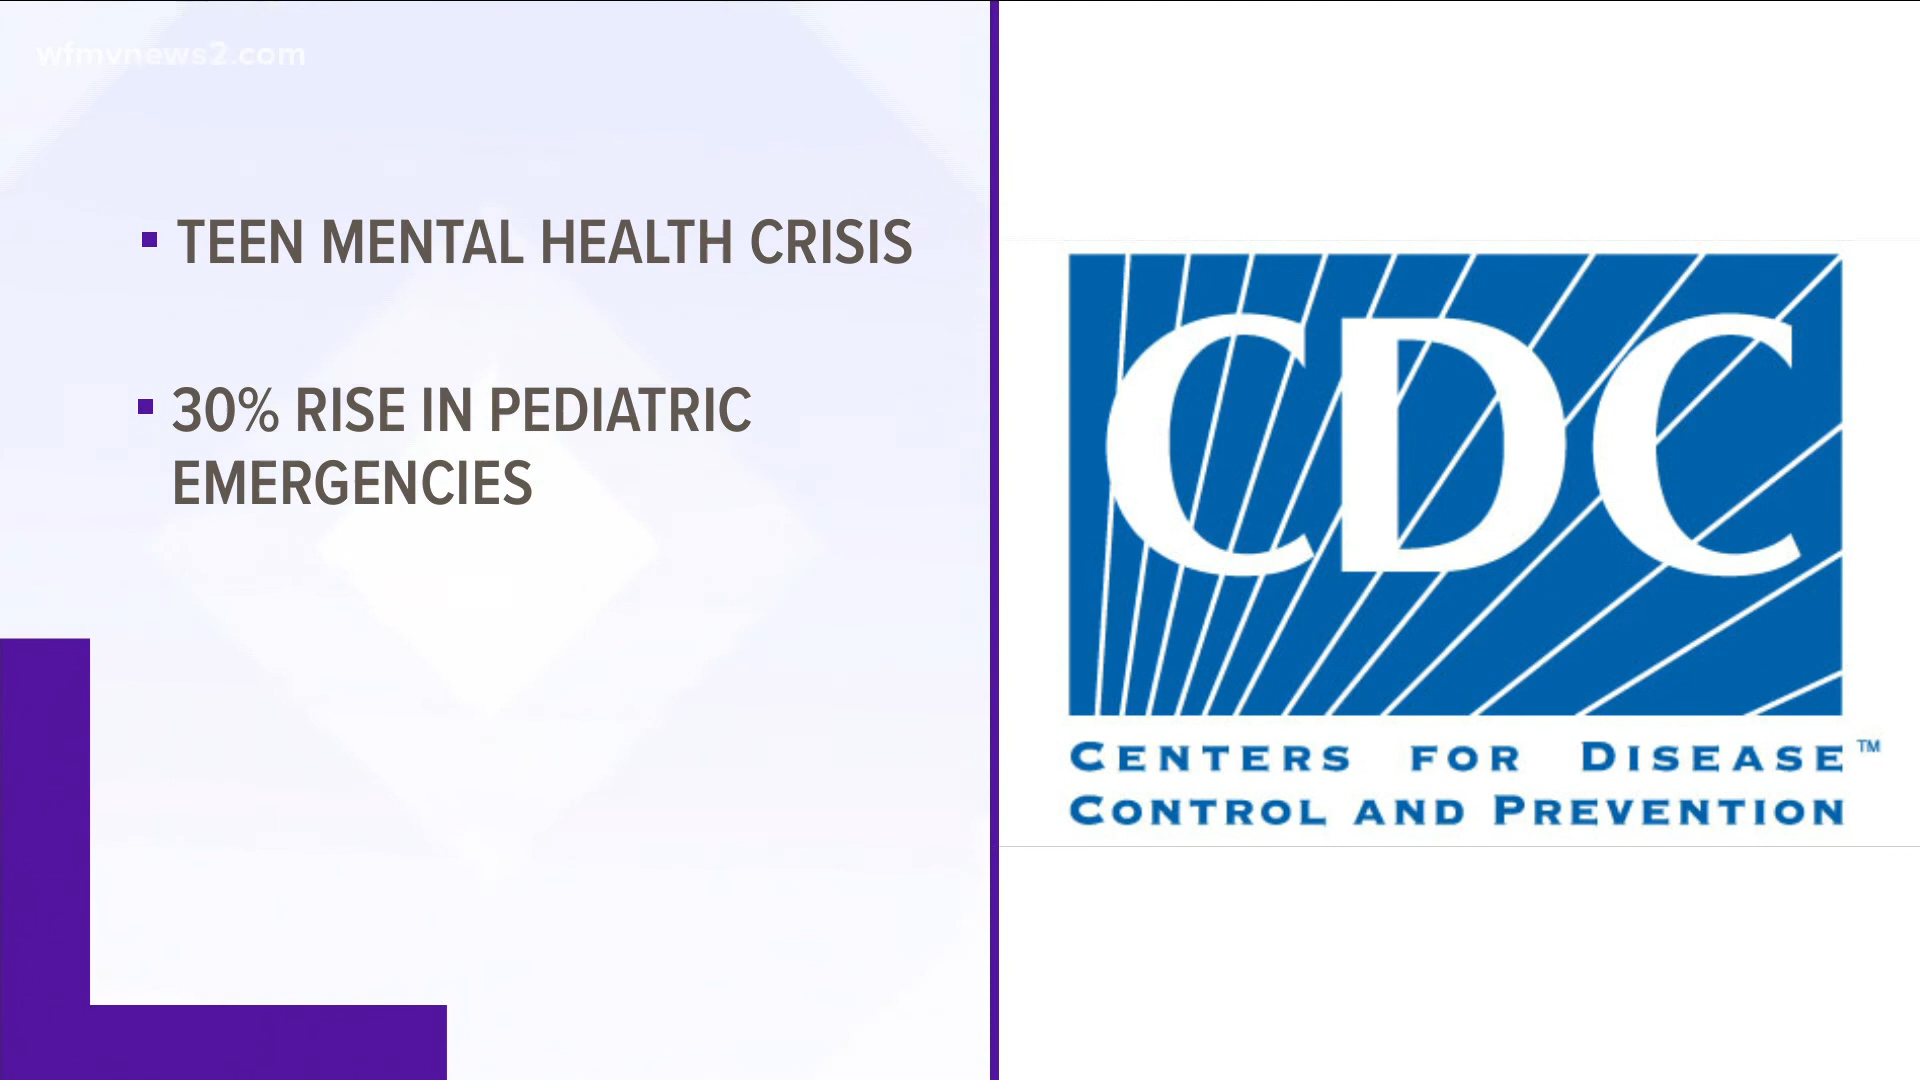 wfmynews2.com
TEEN MENTAL HEALTH CRISIS
30% RISE IN PEDIATRIC
EMERGENCIES
CDC
CENTERS FOR DISEASE™
CONTROL AND PREVENTION